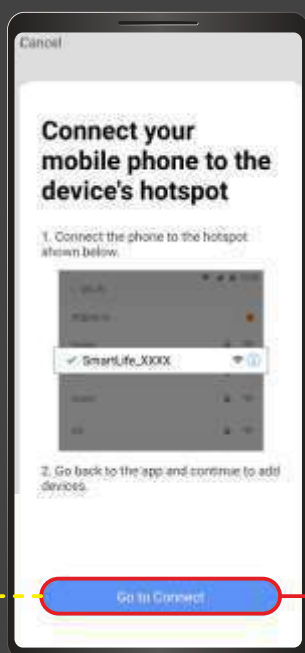 Cancel
Connect your
mobile phone to the
device's hotspot
1. Connect the phone to the hotspot
shown below.
SmartLife_XXXX
2. Go back to the app and continue to add
devices.
Go to Connect